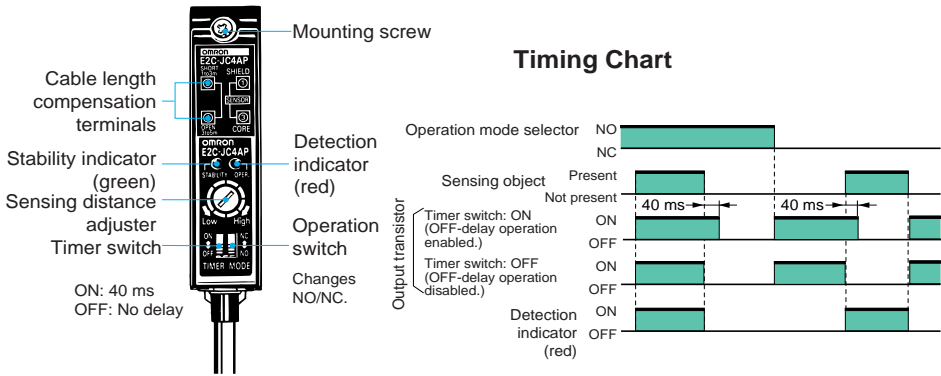 Mounting screw
OMRON
E2C-JC4AP
SHORT
1to3m
SHIELD
1
SENSOR
3
OPEN
3to5m
CORE
Cable length
compensation
terminals
OMRON
E2C-JC4AP
STABILITY OPER.
Stability indicator
(green)
Detection
indicator
(red)
Sensing distance
adjuster
Low High
Timer switch
Operation
switch
ON NC
OFF NO
TIMER MODE
Changes
NO/NC.
ON: 40 ms
OFF: No delay
Timing Chart
Operation mode selector
NO
NC
Sensing object
Present
Not present
40 ms
40 ms
Output transistor
Timer switch: ON
(OFF-delay operation
enabled.)
ON
OFF
Timer switch: OFF
(OFF-delay operation
disabled.)
ON
OFF
Detection
indicator
(red)
ON
OFF